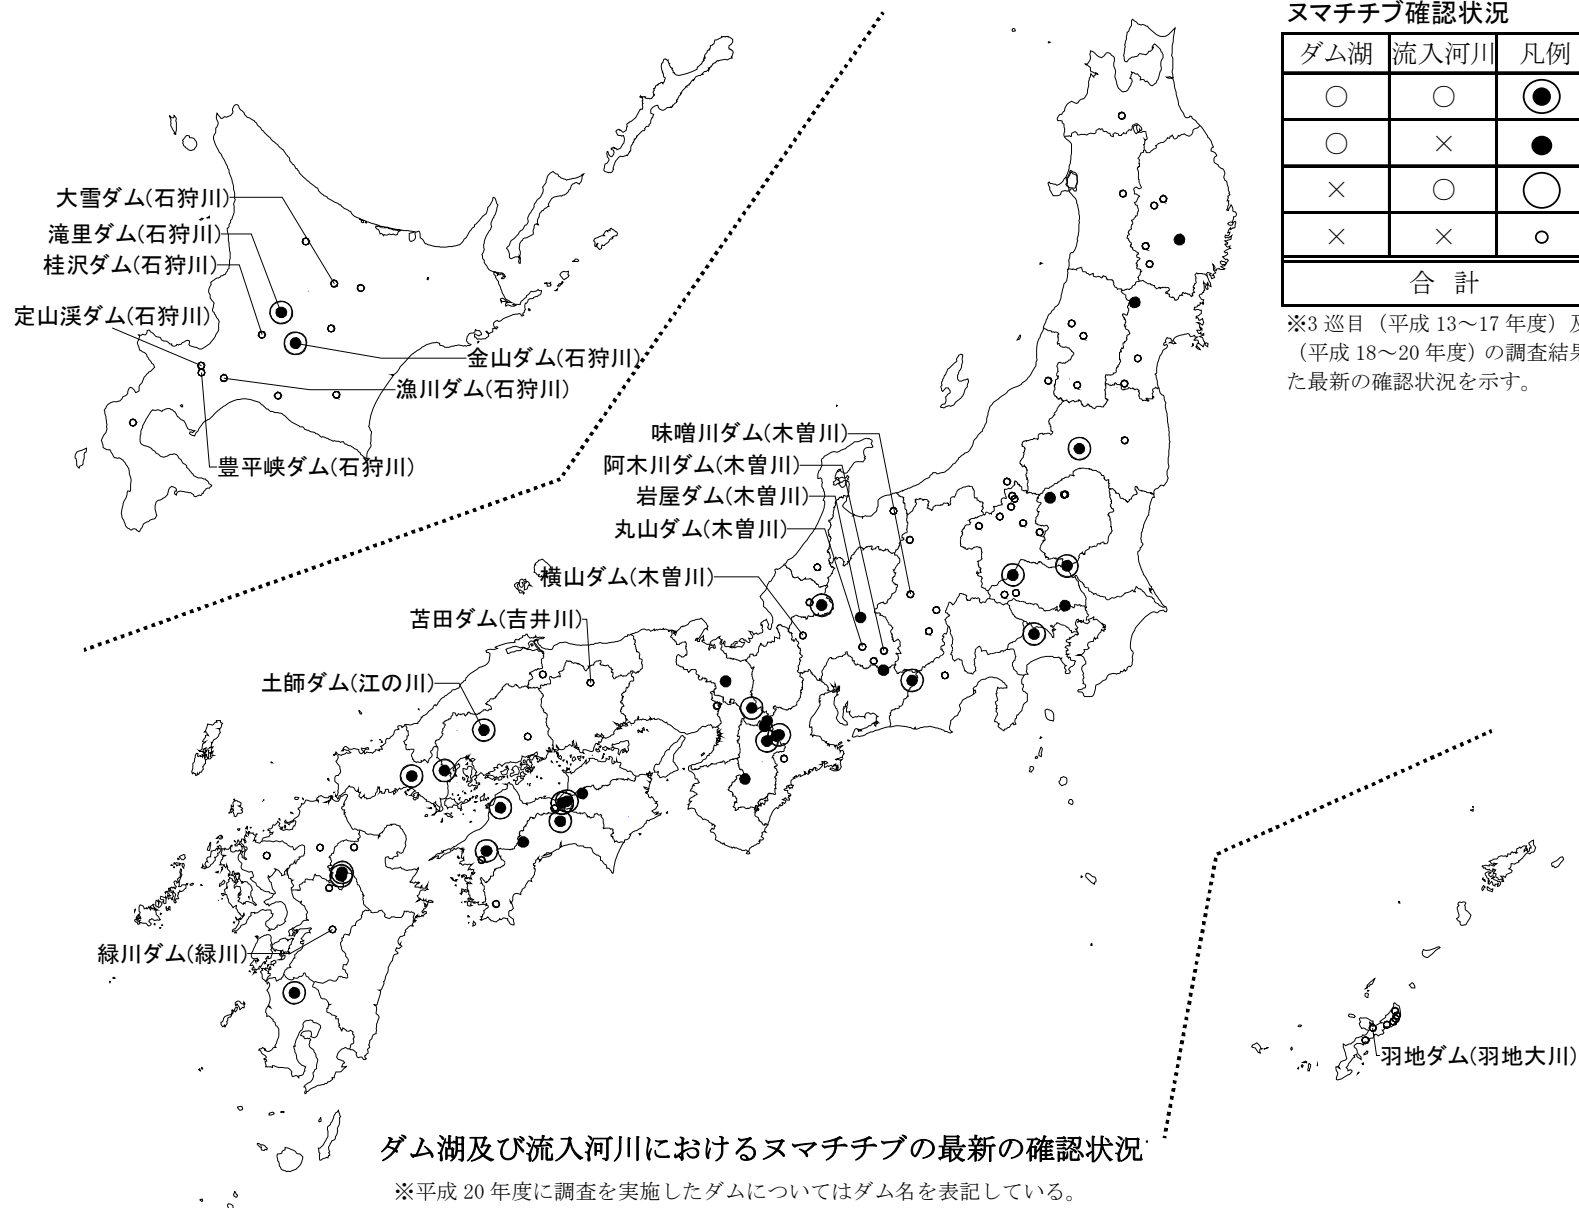 ヌマチチブ確認状況
ダム湖 流入河川 凡例
○ ○
○ ×
× ○
× ×
合 計
※3 巡目（平成 13～17 年度）及
（平成 18～20 年度）の調査結果
た最新の確認状況を示す。
大雪ダム(石狩川)
滝里ダム(石狩川)
桂沢ダム(石狩川)
定山渓ダム(石狩川)
金山ダム(石狩川)
漁川ダム(石狩川)
豊平峡ダム(石狩川)
味噌川ダム(木曽川)
阿木川ダム(木曽川)
岩屋ダム(木曽川)
丸山ダム(木曽川)
横山ダム(木曽川)
苫田ダム(吉井川)
土師ダム(江の川)
緑川ダム(緑川)
羽地ダム(羽地大川)
ダム湖及び流入河川におけるヌマチチブの最新の確認状況
※平成 20 年度に調査を実施したダムについてはダム名を表記している。